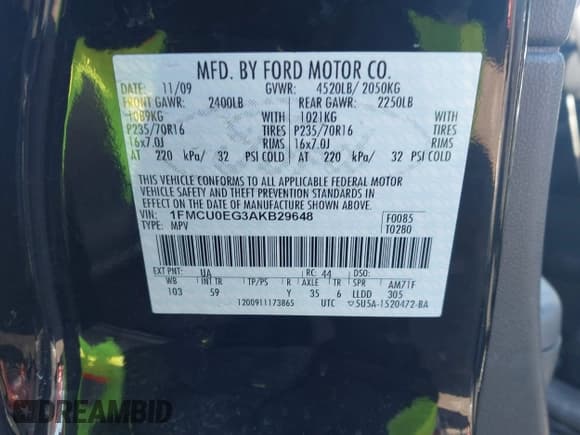 MFD. BY FORD MOTOR CO.
DATE: 11/09 GVWR: 4520LB/ 2050KG
FRONT GAWR: 2400LB REAR GAWR: 2250LB
1089KG WITH 1021KG WITH
P235/70R16 TIRES P235/70R16 TIRES
16x7.0J RIMS 16x7.0J RIMS
AT 220 kPa/ 32 PSI COLD AT 220 kPa/ 32 PSI COLD
THIS VEHICLE CONFORMS TO ALL APPLICABLE FEDERAL MOTOR
VEHICLE SAFETY AND THEFT PREVENTION STANDARDS IN
EFFECT ON THE DATE OF MANUFACTURE SHOWN ABOVE.
VIN: 1FMCU0EG3AKB29648 F0085
TYPE: MPV T0280
EXT PNT: UA RC: 44 DSO:
WB INT TR TP/PS R AXLE TR SPR AM71F
103 59 Y 35 6 LLDD 305
1200911173865 UTC 5U5A-1520472-BA
DREAMBID